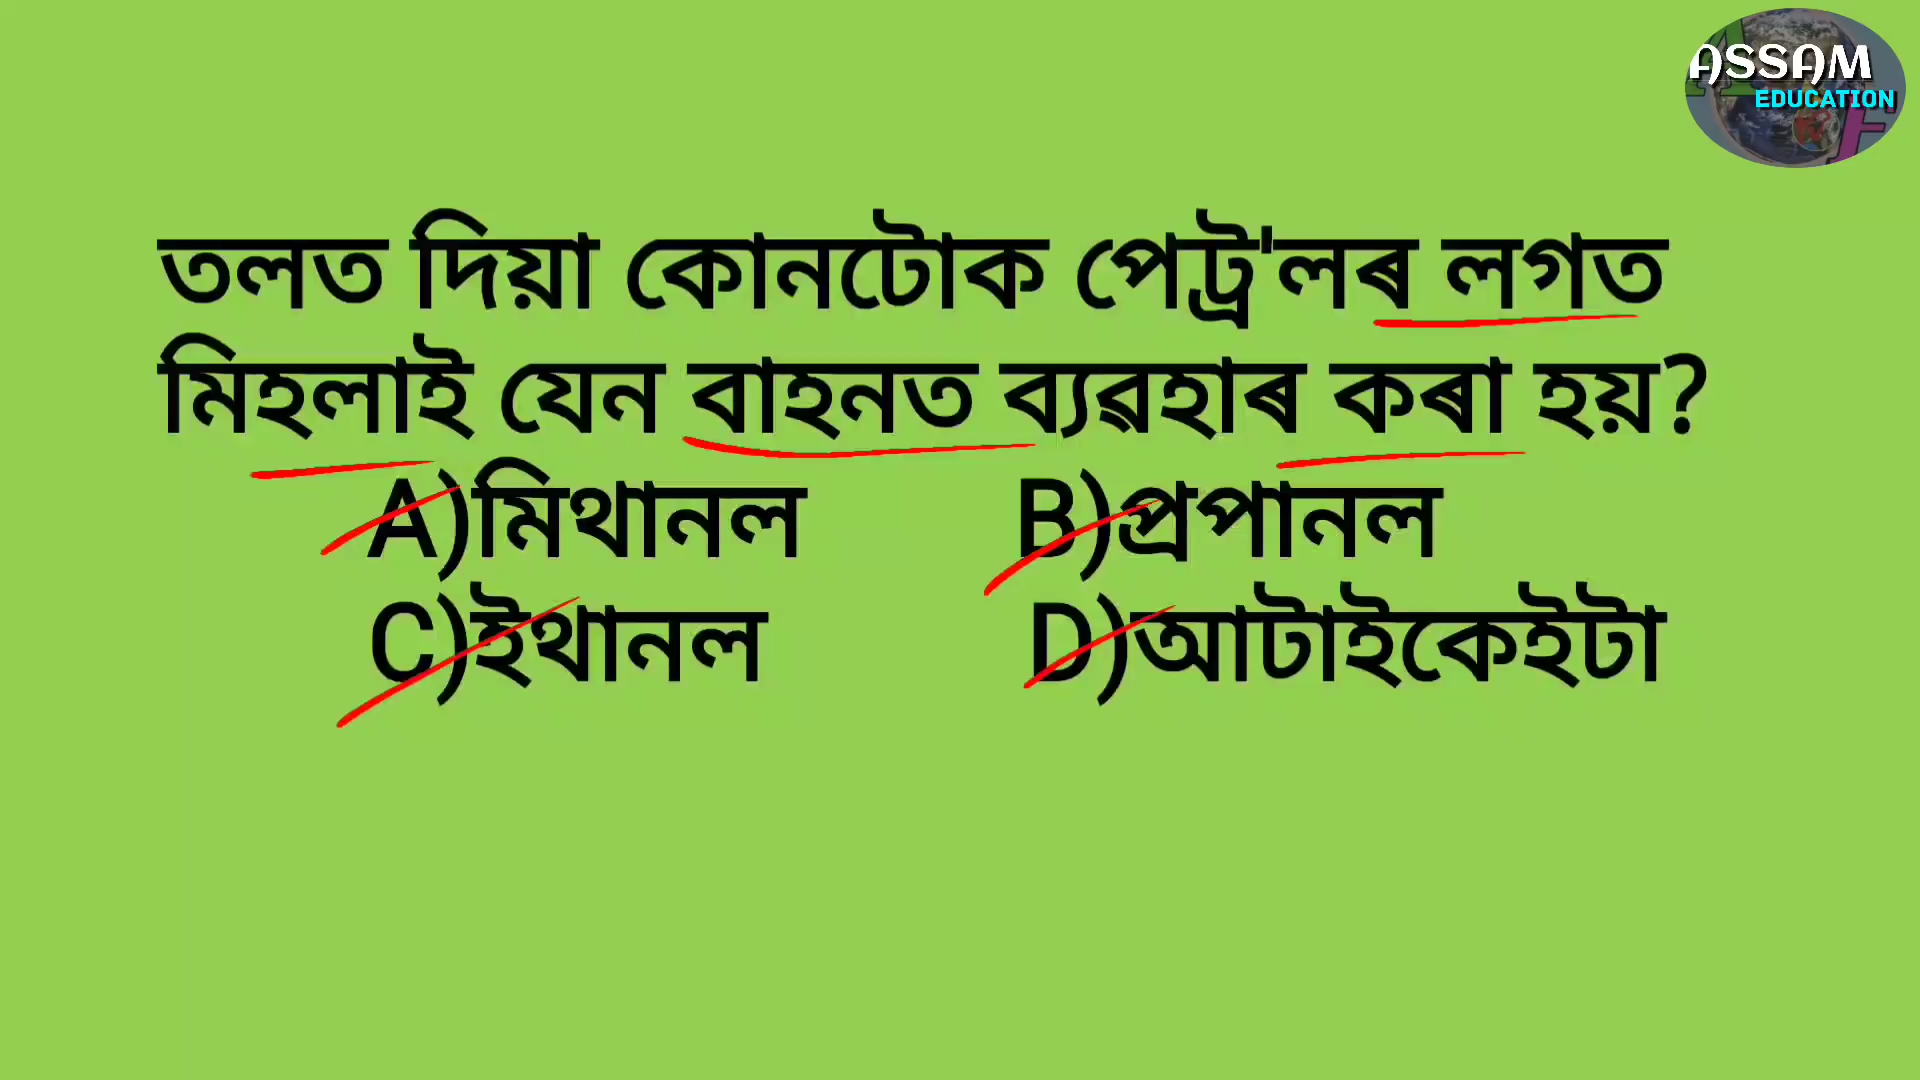 ASSAM
EDUCATION
তলত দিয়া কোনটোক পেট্ৰ'লৰ লগত
মিহলাই যেন বাহনত ব্যৱহাৰ কৰা হয়?
A)মিথানল B)প্ৰপানল
C)ইথানল D)আটাইকেইটা